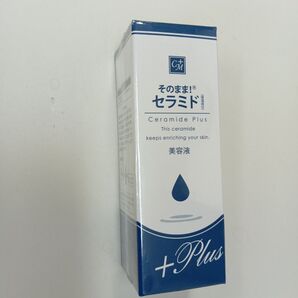 C+M
そのまま!®
セラミド
Ceramide Plus
This ceramide
keeps enriching your skin.
美容液
+Plus